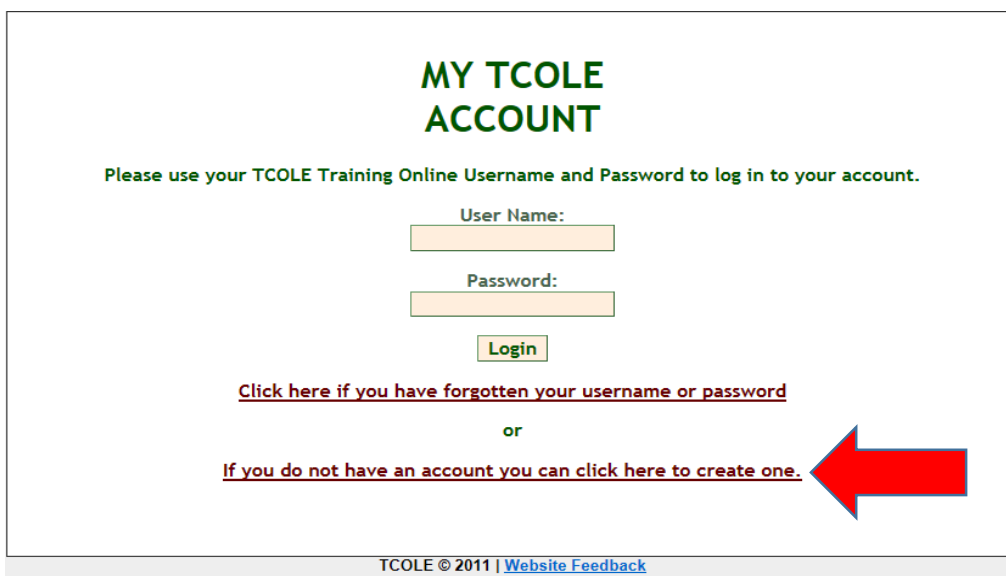 MY TCOLE
ACCOUNT
Please use your TCOLE Training Online Username and Password to log in to your account.
User Name:
Password:
Login
Click here if you have forgotten your username or password
or
If you do not have an account you can click here to create one.
TCOLE © 2011 | Website Feedback